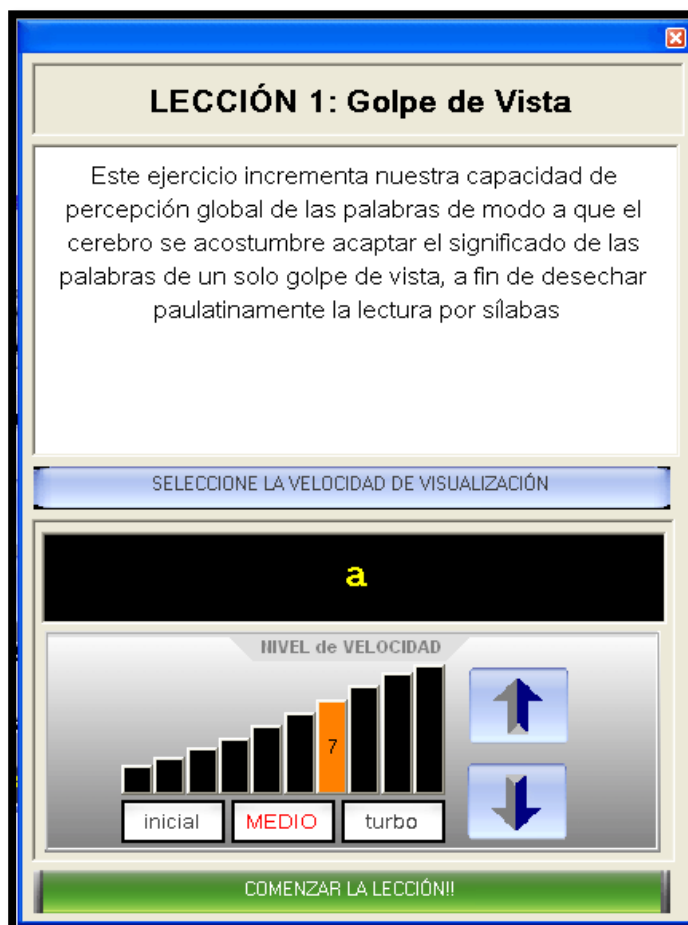 LECCIÓN 1: Golpe de Vista
Este ejercicio incrementa nuestra capacidad de
percepción global de las palabras de modo a que el
cerebro se acostumbre acaptar el significado de las
palabras de un solo golpe de vista, a fin de desechar
paulatinamente la lectura por sílabas
SELECCIONE LA VELOCIDAD DE VISUALIZACIÓN
a
NIVEL de VELOCIDAD
7
inicial MEDIO turbo
COMENZAR LA LECCIÓN!!